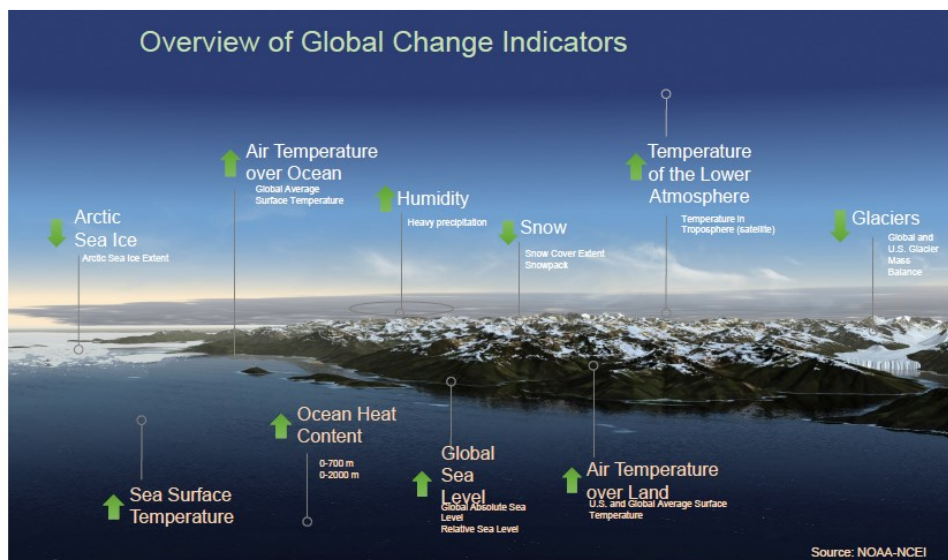 Overview of Global Change Indicators
Air Temperature
over Ocean
Global Average
Surface Temperature
Temperature
of the Lower
Atmosphere
Temperature in
Troposphere (satellite)
Humidity
Heavy precipitation
Arctic
Sea Ice
Arctic Sea Ice Extent
Snow
Snow Cover Extent
Snowpack
Glaciers
Global and
U.S. Glacier
Mass
Balance
Ocean Heat
Content
0-700 m
0-2000 m
Global
Sea
Level
Global Absolute Sea
Level
Relative Sea Level
Air Temperature
over Land
U.S. and Global Average Surface
Temperature
Sea Surface
Temperature
Source: NOAA-NCEI